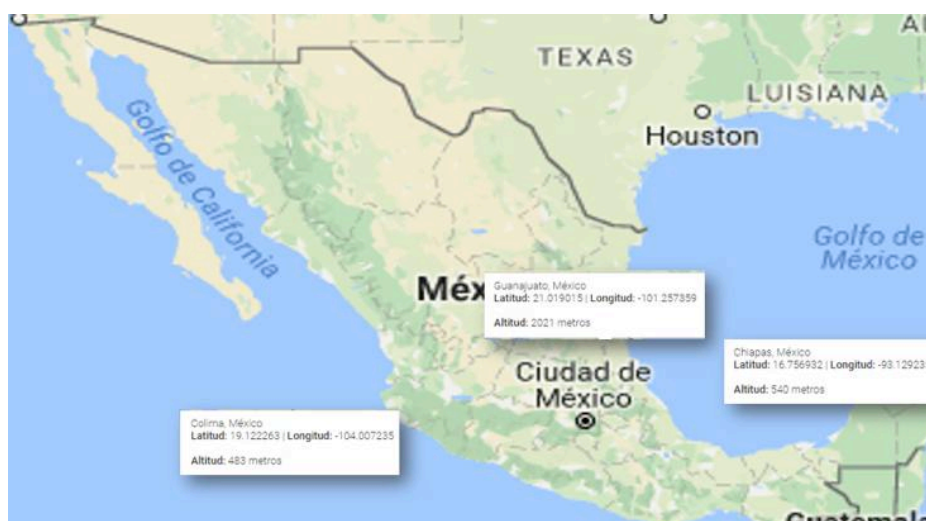 TEXAS
LUISIANA
Houston
Golfo de California
Golfo de
México
Guanajuato, México
Latitud: 21.019015 | Longitud: -101.257359
Altitud: 2021 metros
Chiapas, México
Latitud: 16.756932 | Longitud: -93.12923
Altitud: 540 metros
Ciudad de
México
Colima, México
Latitud: 19.122263 | Longitud: -104.007235
Altitud: 483 metros